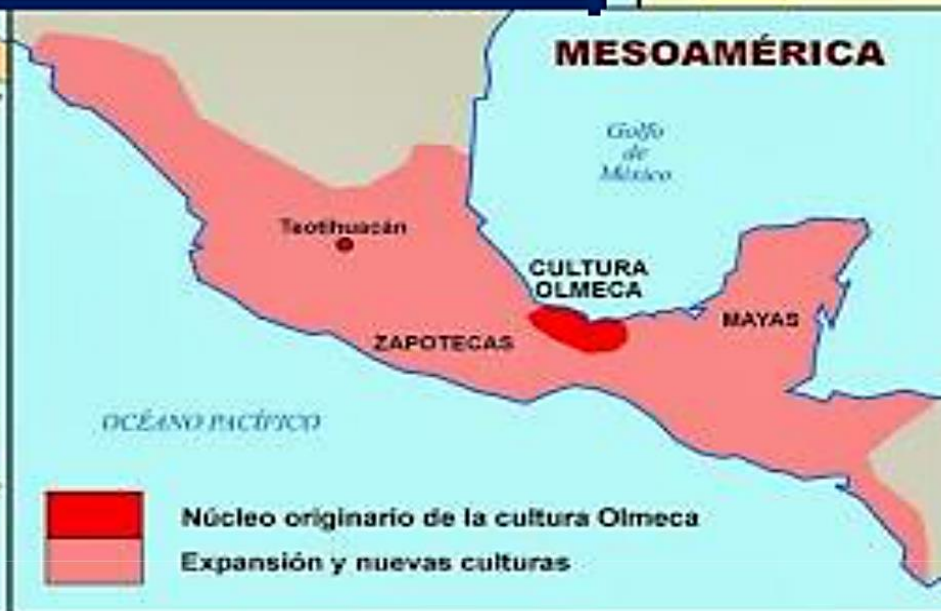 MESOAMÉRICA
Golfo
de
México
Teotihuacán
CULTURA
OLMECA
MAYAS
ZAPOTECAS
OCÉANO PACÍFICO
Núcleo originario de la cultura Olmeca
Expansión y nuevas culturas